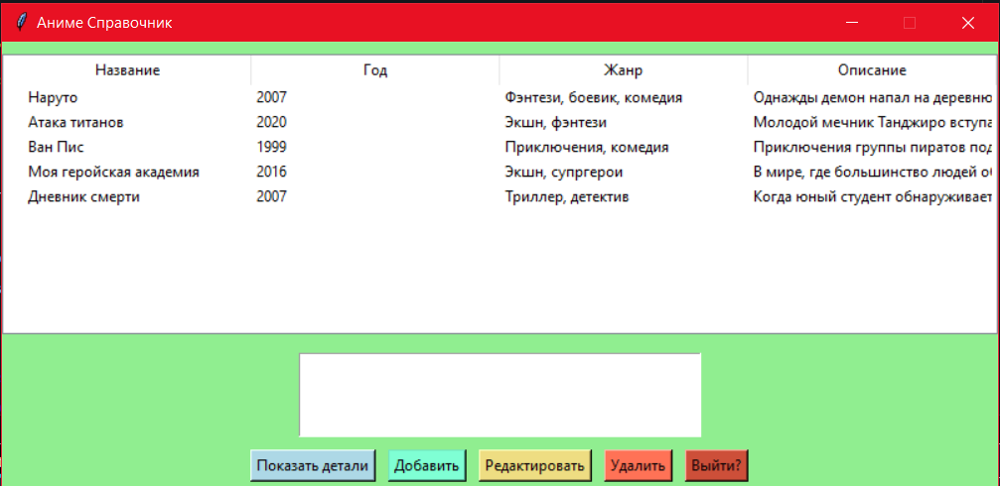 Аниме Справочник
Название Год Жанр Описание
Наруто 2007 Фэнтези, боевик, комедия Однажды демон напал на деревню
Атака титанов 2020 Экшн, фэнтези Молодой мечник Танджиро вступа
Ван Пис 1999 Приключения, комедия Приключения группы пиратов под
Моя геройская академия 2016 Экшн, супргерои В мире, где большинство людей об
Дневник смерти 2007 Триллер, детектив Когда юный студент обнаруживает
Показать детали Добавить Редактировать Удалить Выйти?